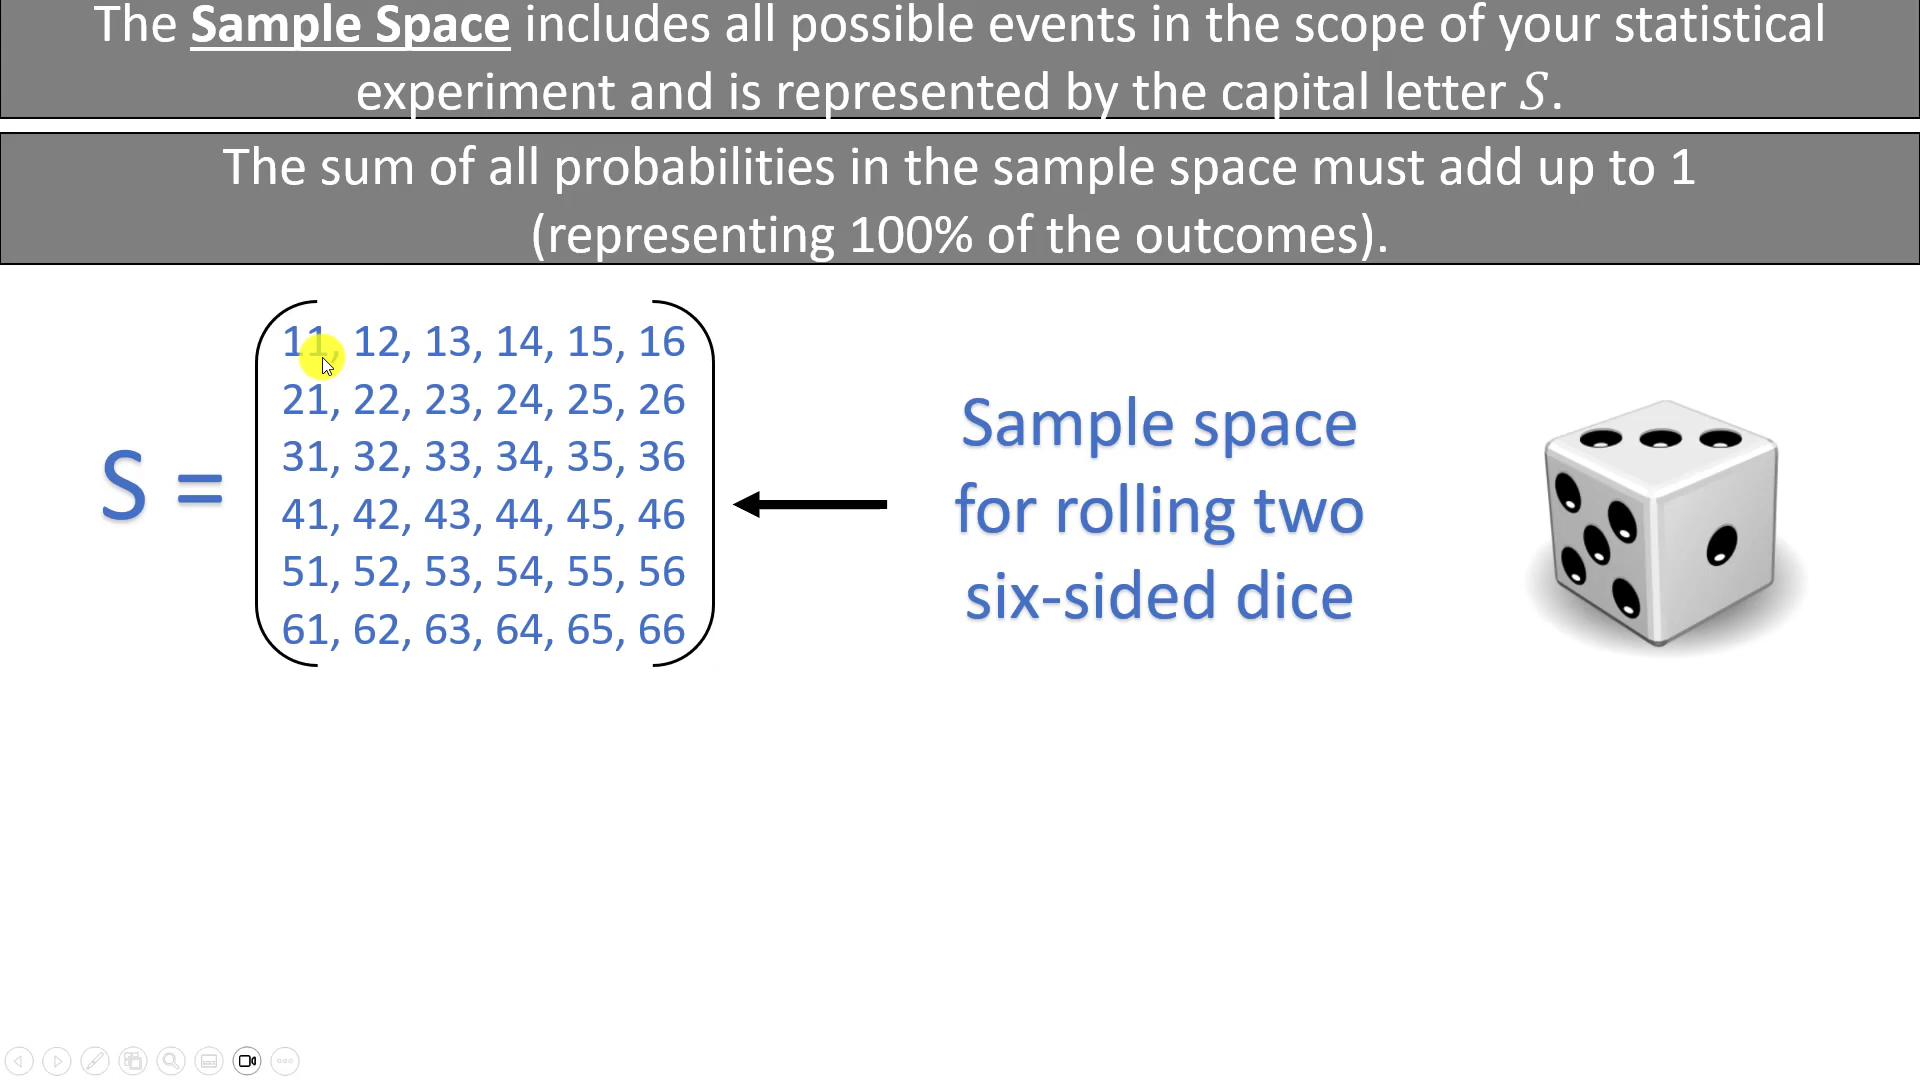 The Sample Space includes all possible events in the scope of your statistical
experiment and is represented by the capital letter S.
The sum of all probabilities in the sample space must add up to 1
(representing 100% of the outcomes).
S =
11, 12, 13, 14, 15, 16
21, 22, 23, 24, 25, 26
31, 32, 33, 34, 35, 36
41, 42, 43, 44, 45, 46
51, 52, 53, 54, 55, 56
61, 62, 63, 64, 65, 66
Sample space
for rolling two
six-sided dice